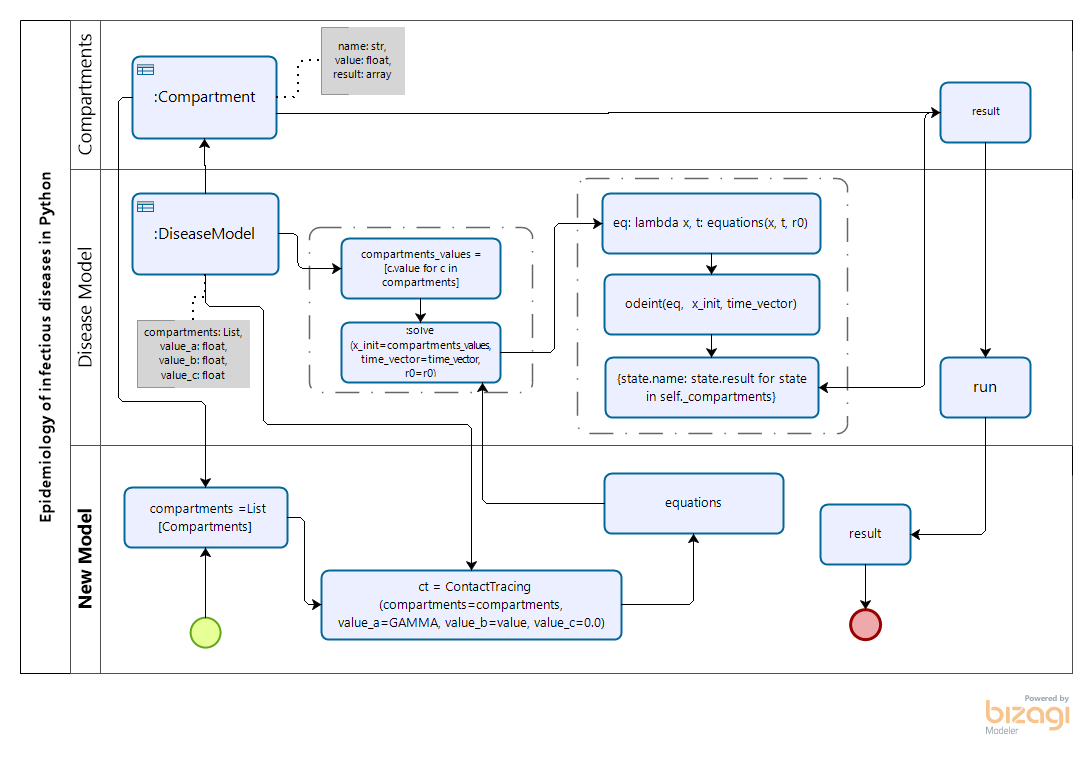 Epidemiology of infectious diseases in Python
Compartments
:Compartment
name: str,
value: float,
result: array
result
Disease Model
:DiseaseModel
compartments: List,
value_a: float,
value_b: float,
value_c: float
compartments_values =
[c.value for c in
compartments]
:solve
(x_init=compartments_values,
time_vector=time_vector,
r0=r0)
eq: lambda x, t: equations(x, t, r0)
odeint(eq, x_init, time_vector)
{state.name: state.result for state
in self._compartments}
run
New Model
compartments =List
[Compartments]
ct = ContactTracing
(compartments=compartments,
value_a=GAMMA, value_b=value, value_c=0.0)
equations
result
Powered by
bizagi
Modeler